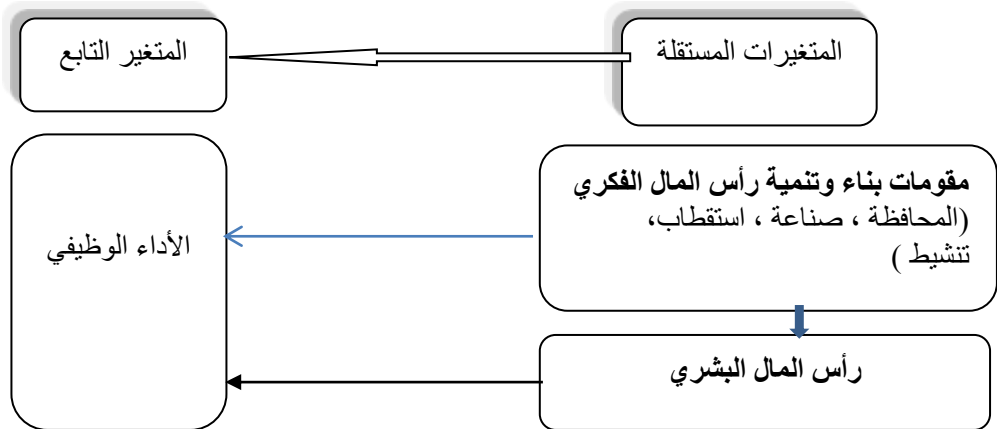 المتغيرات المستقلة
المتغير التابع
مقومات بناء وتنمية رأس المال الفكري
(المحافظة ، صناعة ، استقطاب،
تنشيط )
الأداء الوظيفي
رأس المال البشري